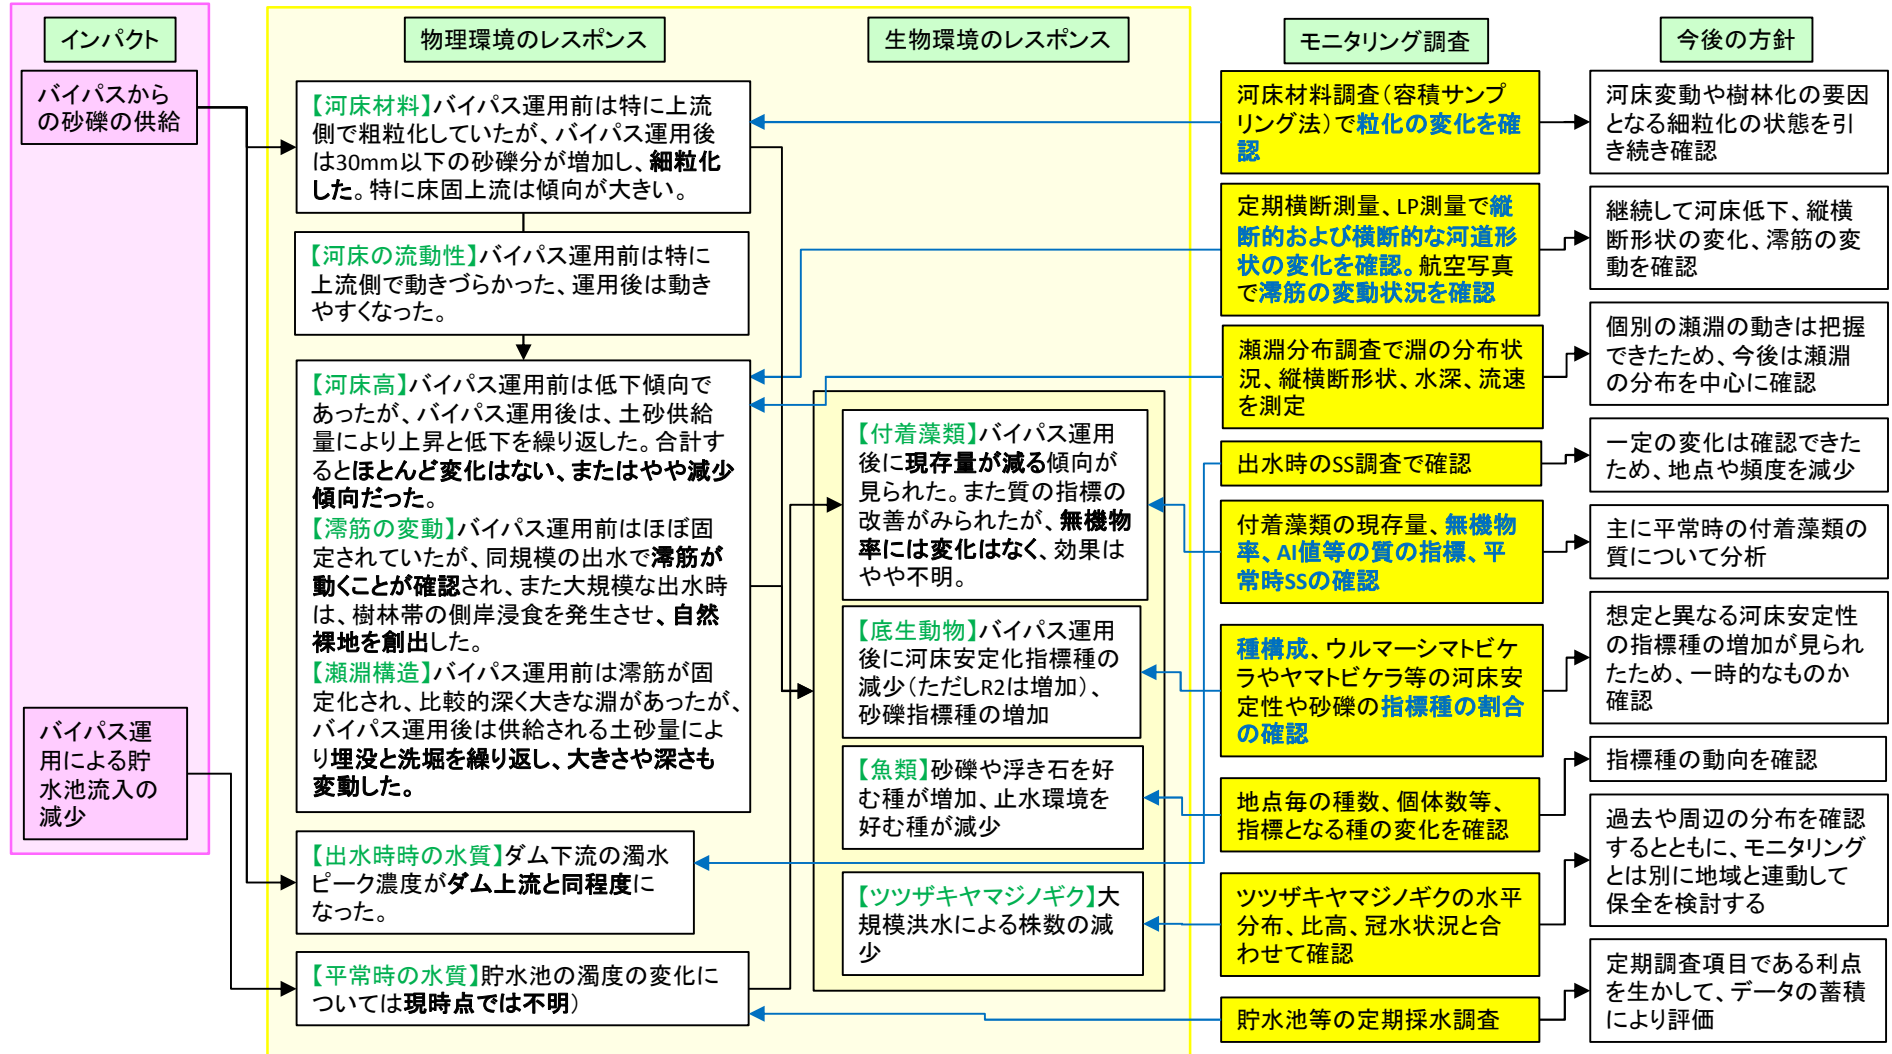 インパクト
バイパスから
の砂礫の供給
バイパス運
用による貯
水池流入の
減少
物理環境のレスポンス
【河床材料】バイパス運用前は特に上流
側で粗粒化していたが、バイパス運用後
は30mm以下の砂礫分が増加し、細粒化
した。特に床固上流は傾向が大きい。
【河床の流動性】バイパス運用前は特に
上流側で動きづらかった、運用後は動き
やすくなった。
【河床高】バイパス運用前は低下傾向で
あったが、バイパス運用後は、土砂供給
量により上昇と低下を繰り返した。合計す
るとほとんど変化はない、またはやや減少
傾向だった。
【澪筋の変動】バイパス運用前はほぼ固
定されていたが、同規模の出水で澪筋が
動くことが確認され、また大規模な出水時
は、樹林帯の側岸浸食を発生させ、自然
裸地を創出した。
【瀬淵構造】バイパス運用前は澪筋が固
定化され、比較的深く大きな淵があったが、
バイパス運用後は供給される土砂量によ
り埋没と洗堀を繰り返し、大きさや深さも
変動した。
【出水時時の水質】ダム下流の濁水
ピーク濃度がダム上流と同程度に
なった。
【平常時の水質】貯水池の濁度の変化に
ついては現時点では不明）
生物環境のレスポンス
【付着藻類】バイパス運用
後に現存量が減る傾向が
見られた。また質の指標の
改善がみられたが、無機物
率には変化はなく、効果は
やや不明。
【底生動物】バイパス運用
後に河床安定化指標種の
減少（ただしR2は増加）、
砂礫指標種の増加
【魚類】砂礫や浮き石を好
む種が増加、止水環境を
好む種が減少
【ツツザキヤマジノギク】大
規模洪水による株数の減
少
モニタリング調査
河床材料調査（容積サンプ
リング法）で粒化の変化を確
認
定期横断測量、LP測量で縦
断的および横断的な河道形
状の変化を確認。航空写真
で澪筋の変動状況を確認
瀬淵分布調査で淵の分布状
況、縦横断形状、水深、流速
を測定
出水時のSS調査で確認
付着藻類の現存量、無機物
率、AI値等の質の指標、平
常時SSの確認
種構成、ウルマーシマトビケ
ラやヤマトビケラ等の河床安
定性や砂礫の指標種の割合
の確認
地点毎の種数、個体数等、
指標となる種の変化を確認
ツツザキヤマジノギクの水平
分布、比高、冠水状況と合
わせて確認
貯水池等の定期採水調査
今後の方針
河床変動や樹林化の要因
となる細粒化の状態を引
き続き確認
継続して河床低下、縦横
断形状の変化、澪筋の変
動を確認
個別の瀬淵の動きは把握
できたため、今後は瀬淵
の分布を中心に確認
一定の変化は確認できた
ため、地点や頻度を減少
主に平常時の付着藻類の
質について分析
想定と異なる河床安定性
の指標種の増加が見られ
たため、一時的なものか
確認
指標種の動向を確認
過去や周辺の分布を確認
するとともに、モニタリング
とは別に地域と連動して
保全を検討する
定期調査項目である利点
を生かして、データの蓄積
により評価